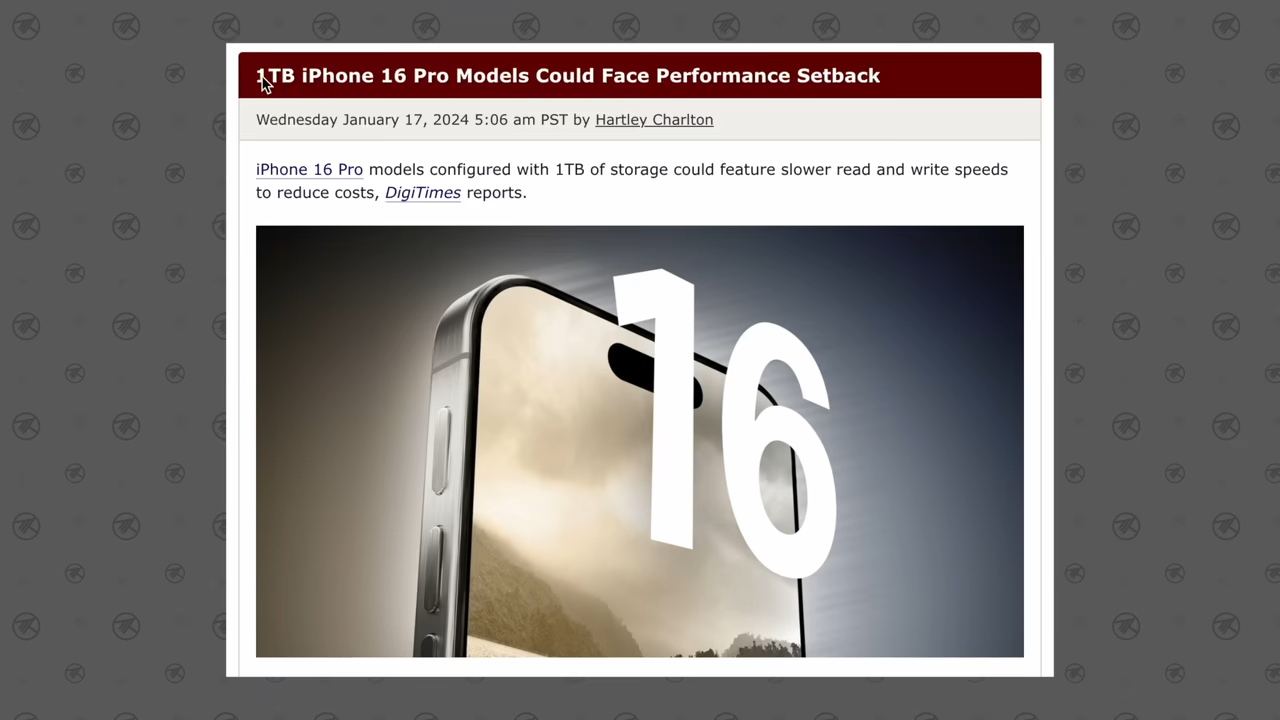 1TB iPhone 16 Pro Models Could Face Performance Setback
Wednesday January 17, 2024 5:06 am PST by Hartley Charlton
iPhone 16 Pro models configured with 1TB of storage could feature slower read and write speeds
to reduce costs, DigiTimes reports.
16